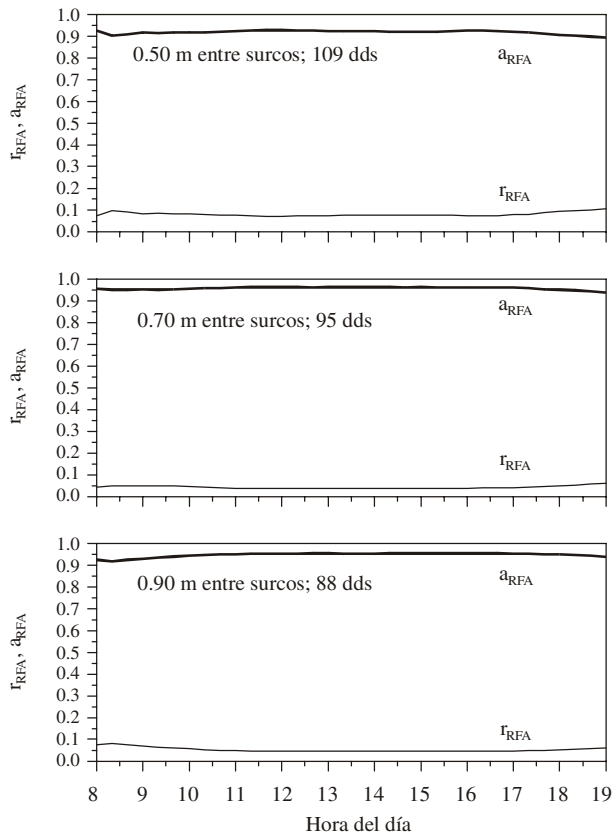 1.0
0.9
0.8
0.7
0.6
0.5
0.4
0.3
0.2
0.1
0.0
r_RFA, a_RFA
0.50 m entre surcos; 109 dds
a_RFA
r_RFA
1.0
0.9
0.8
0.7
0.6
0.5
0.4
0.3
0.2
0.1
0.0
r_RFA, a_RFA
0.70 m entre surcos; 95 dds
a_RFA
r_RFA
1.0
0.9
0.8
0.7
0.6
0.5
0.4
0.3
0.2
0.1
0.0
r_RFA, a_RFA
0.90 m entre surcos; 88 dds
a_RFA
r_RFA
8 9 10 11 12 13 14 15 16 17 18 19
Hora del día